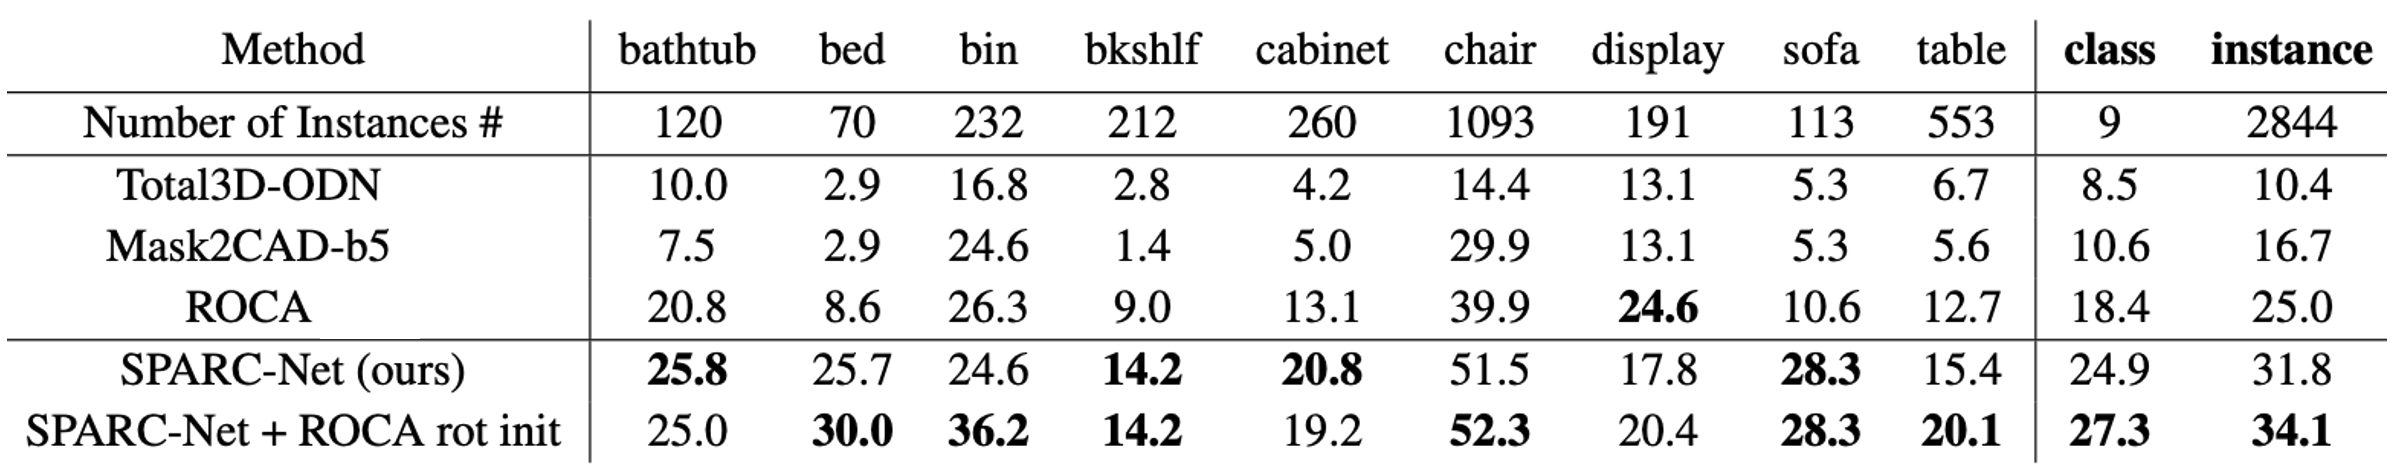 Method bathtub bed bin bkshlf cabinet chair display sofa table class instance
Number of Instances # 120 70 232 212 260 1093 191 113 553 9 2844
Total3D-ODN 10.0 2.9 16.8 2.8 4.2 14.4 13.1 5.3 6.7 8.5 10.4
Mask2CAD-b5 7.5 2.9 24.6 1.4 5.0 29.9 13.1 5.3 5.6 10.6 16.7
ROCA 20.8 8.6 26.3 9.0 13.1 39.9 24.6 10.6 12.7 18.4 25.0
SPARC-Net (ours) 25.8 25.7 24.6 14.2 20.8 51.5 17.8 28.3 15.4 24.9 31.8
SPARC-Net + ROCA rot init 25.0 30.0 36.2 14.2 19.2 52.3 20.4 28.3 20.1 27.3 34.1